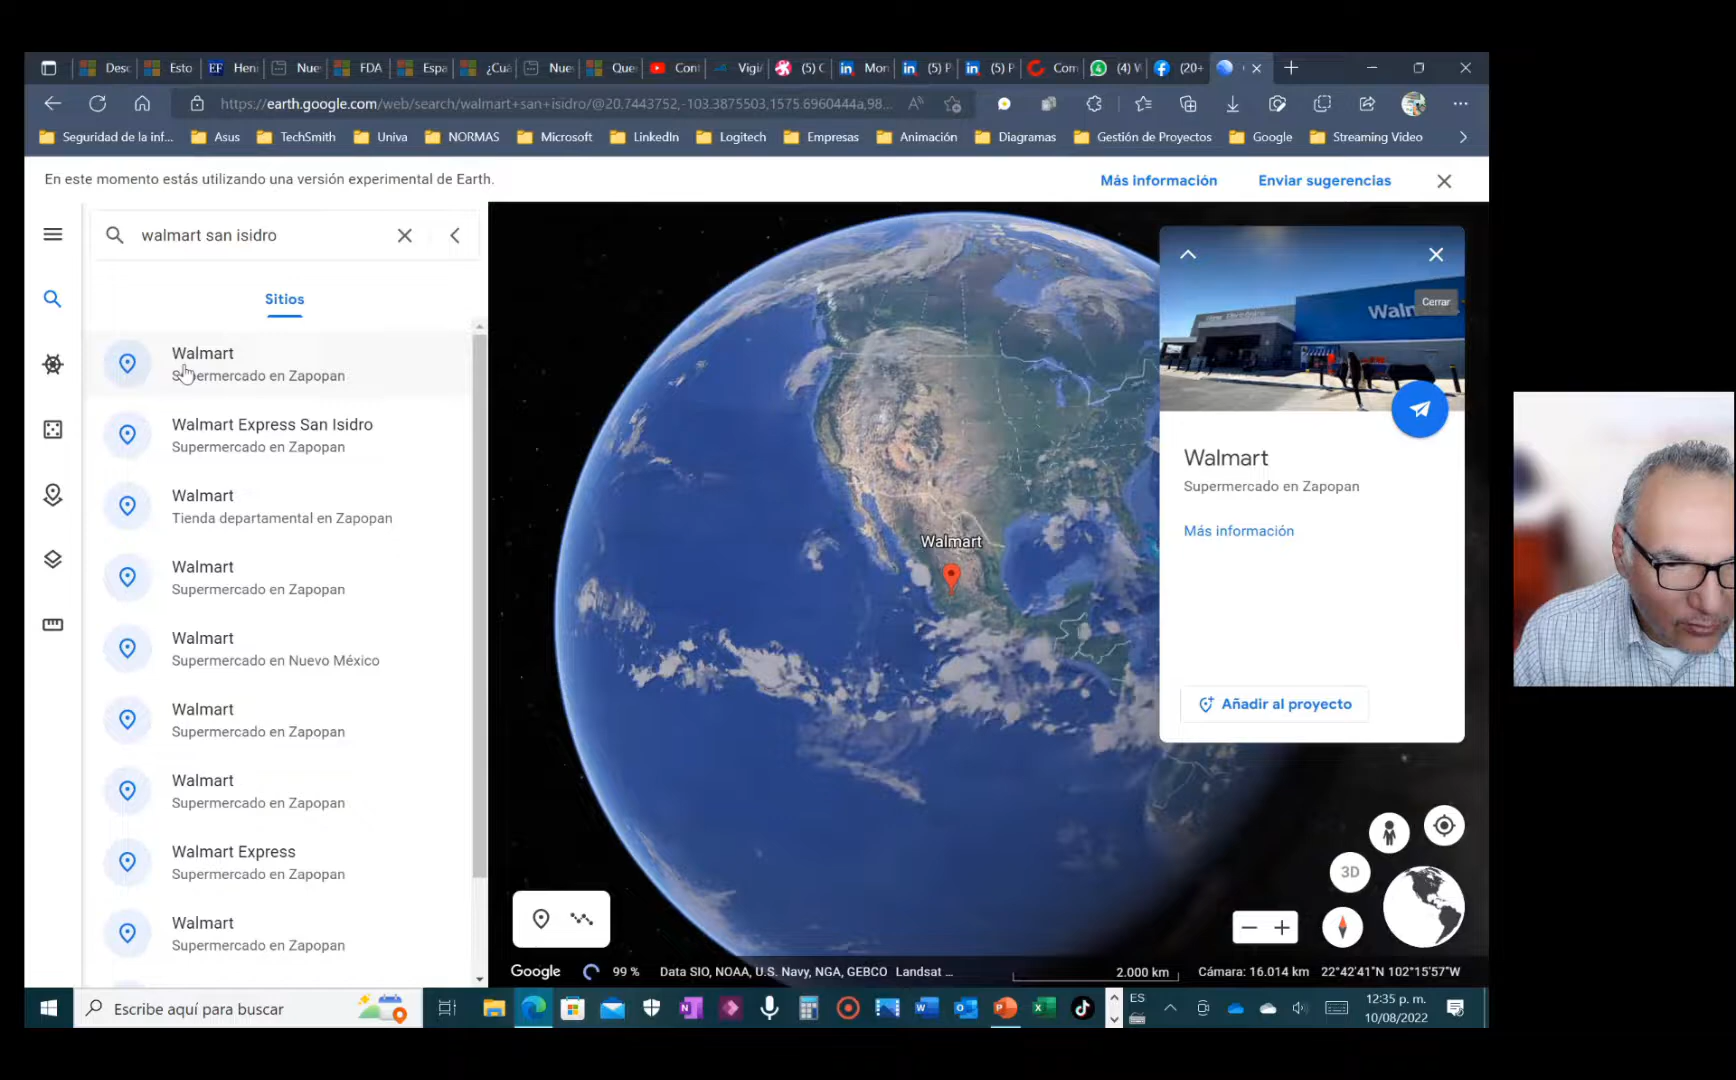 Desc
Esto
EF
Heni
Nue
FDA
Espa
¿Cuá
Nue
Que
Cont
Vigil
(5) C
in
Mon
in
(5) P
in
(5) P
Com
(4) V
(20+
https://earth.google.com/web/search/walmart+san+isidro/@20.7443752,-103.3875503,1575.6960444a,98...
Seguridad de la inf...
Asus
TechSmith
Univa
NORMAS
Microsoft
LinkedIn
Logitech
Empresas
Animación
Diagramas
Gestión de Proyectos
Google
Streaming Video
En este momento estás utilizando una versión experimental de Earth.
Más información
Enviar sugerencias
walmart san isidro
Sitios
Walmart
Supermercado en Zapopan
Walmart Express San Isidro
Supermercado en Zapopan
Walmart
Tienda departamental en Zapopan
Walmart
Supermercado en Zapopan
Walmart
Supermercado en Nuevo México
Walmart
Supermercado en Zapopan
Walmart
Supermercado en Zapopan
Walmart Express
Supermercado en Zapopan
Walmart
Supermercado en Zapopan
Walmart
Cerrar
Walmart
Supermercado en Zapopan
Más información
Añadir al proyecto
3D
Google
99 %
Data SIO, NOAA, U.S. Navy, NGA, GEBCO Landsat ...
2.000 km
Cámara: 16.014 km
22°42'41"N 102°15'57"W
Escribe aquí para buscar
ES
12:35 p. m.
10/08/2022